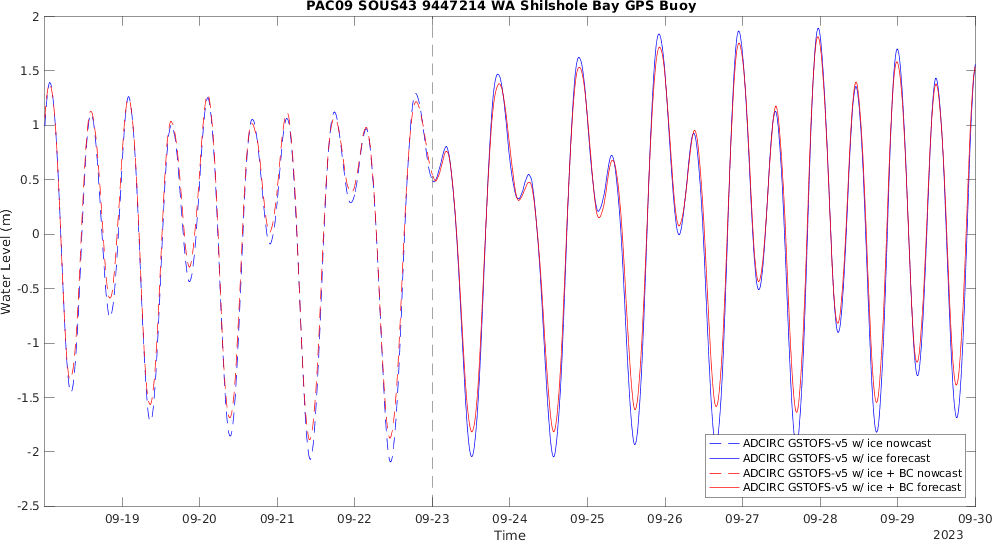 PAC09 SOUS43 9447214 WA Shilshole Bay GPS Buoy
2
1.5
1
0.5
0
-0.5
-1
-1.5
-2
-2.5
Water Level (m)
ADCIRC GSTOFS-v5 w/ ice nowcast
ADCIRC GSTOFS-v5 w/ ice forecast
ADCIRC GSTOFS-v5 w/ ice + BC nowcast
ADCIRC GSTOFS-v5 w/ ice + BC forecast
09-19 09-20 09-21 09-22 09-23 09-24 09-25 09-26 09-27 09-28 09-29 09-30
Time
2023